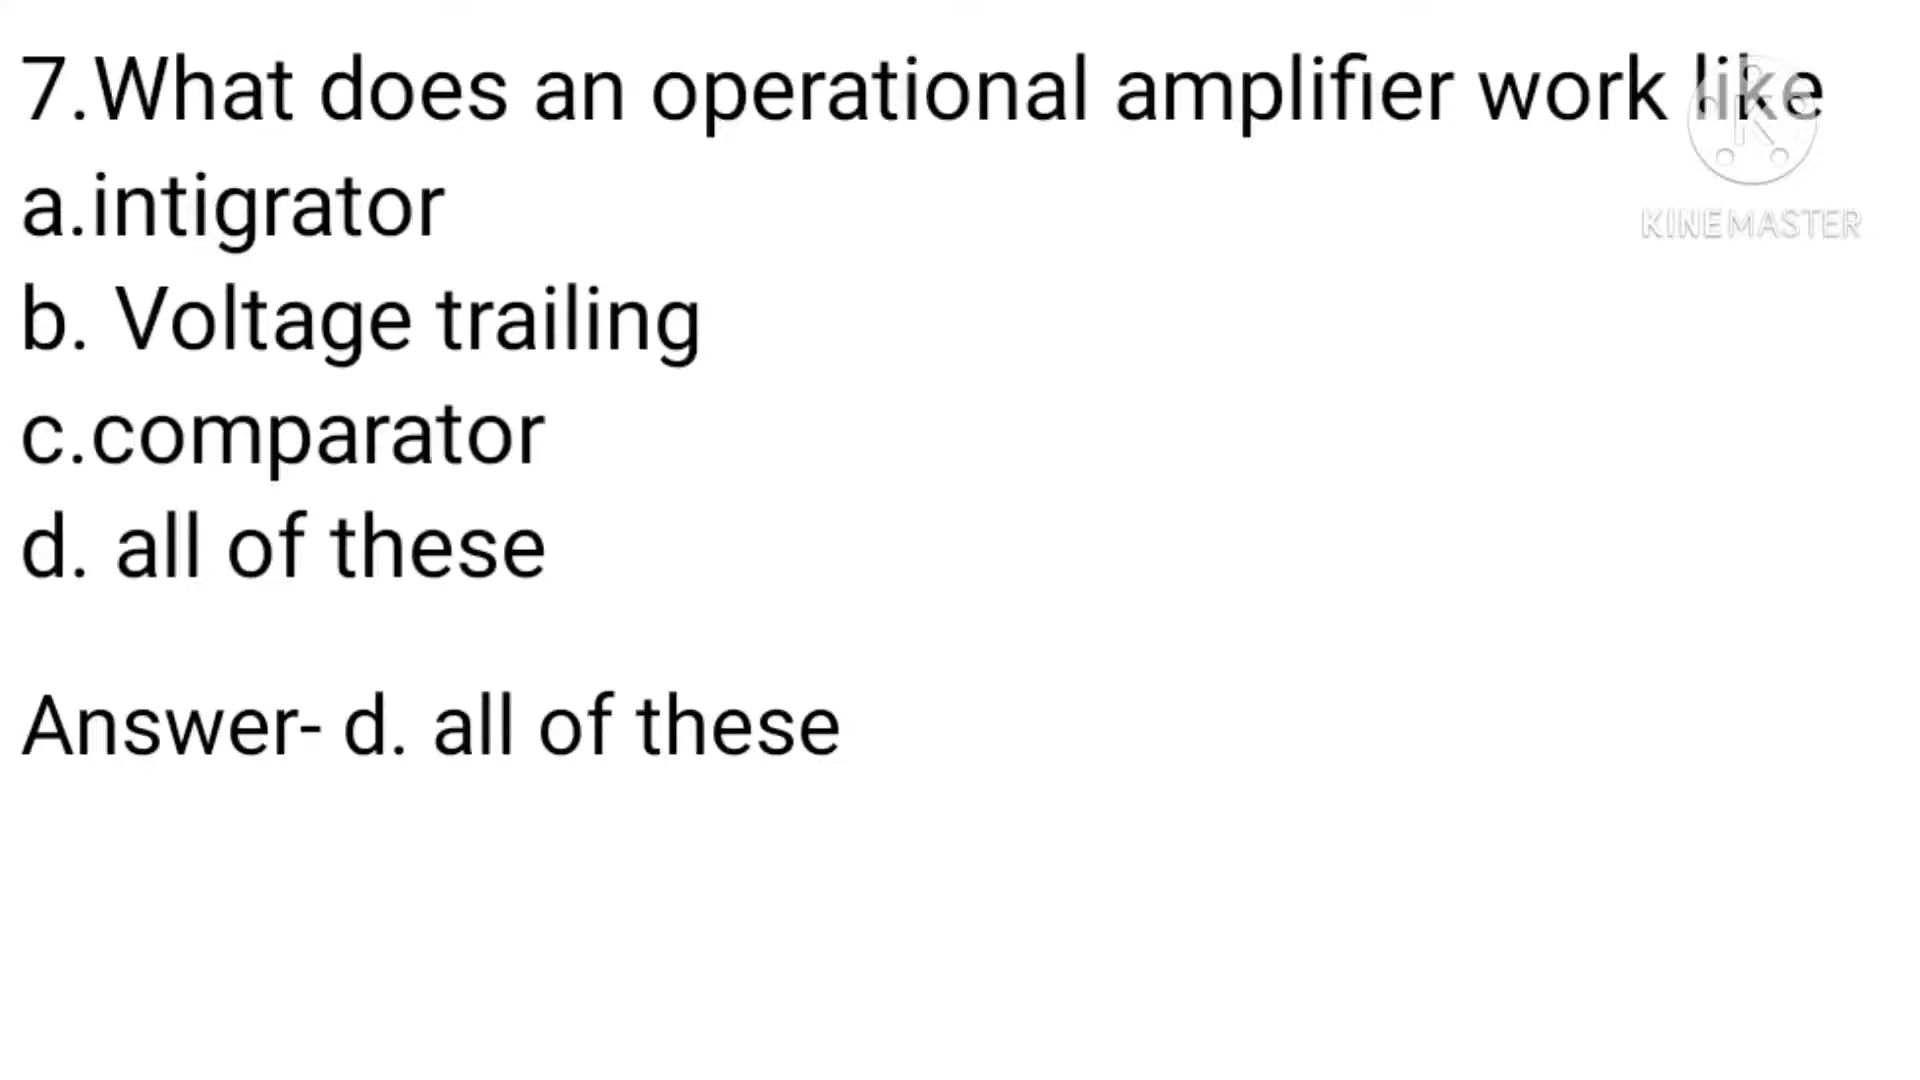 7.What does an operational amplifier work like
a.intigrator
KINEMASTER
b. Voltage trailing
c.comparator
d. all of these
Answer- d. all of these